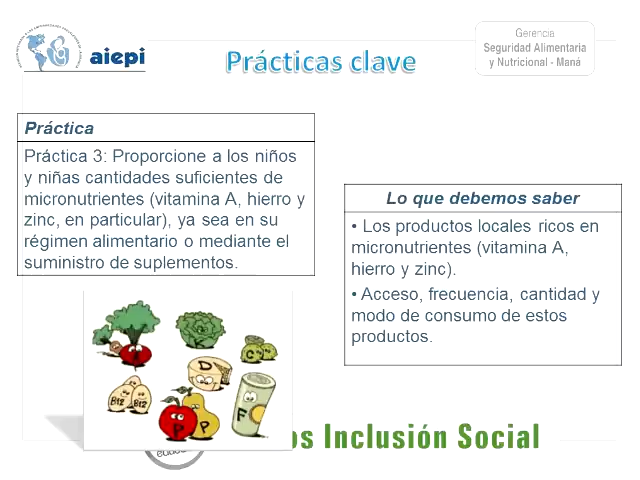 aiepi
Prácticas clave
Gerencia
Seguridad Alimentaria
y Nutricional - Maná
Práctica
Práctica 3: Proporcione a los niños
y niñas cantidades suficientes de
micronutrientes (vitamina A, hierro y
zinc, en particular), ya sea en su
régimen alimentario o mediante el
suministro de suplementos.
Lo que debemos saber
• Los productos locales ricos en
micronutrientes (vitamina A,
hierro y zinc).
• Acceso, frecuencia, cantidad y
modo de consumo de estos
productos.
A
C
D
B12 B12
P P
F
os Inclusión Social